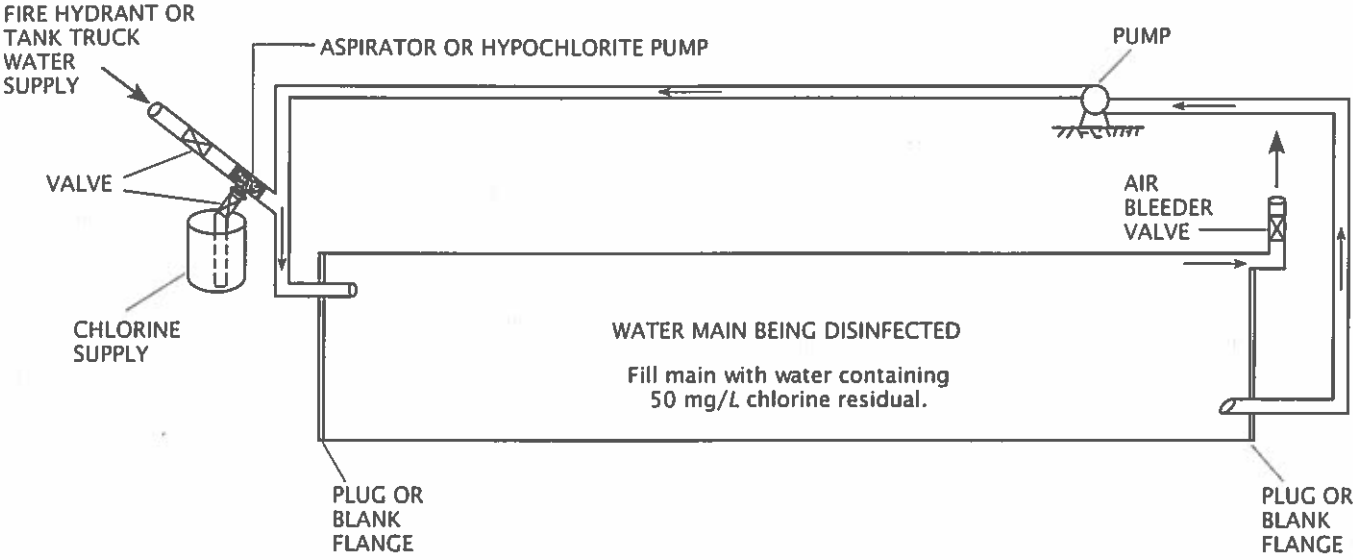 FIRE HYDRANT OR
TANK TRUCK
WATER
SUPPLY
ASPIRATOR OR HYPOCHLORITE PUMP
PUMP
VALVE
AIR
BLEEDER
VALVE
CHLORINE
SUPPLY
WATER MAIN BEING DISINFECTED
Fill main with water containing
50 mg/L chlorine residual.
PLUG OR
BLANK
FLANGE
PLUG OR
BLANK
FLANGE